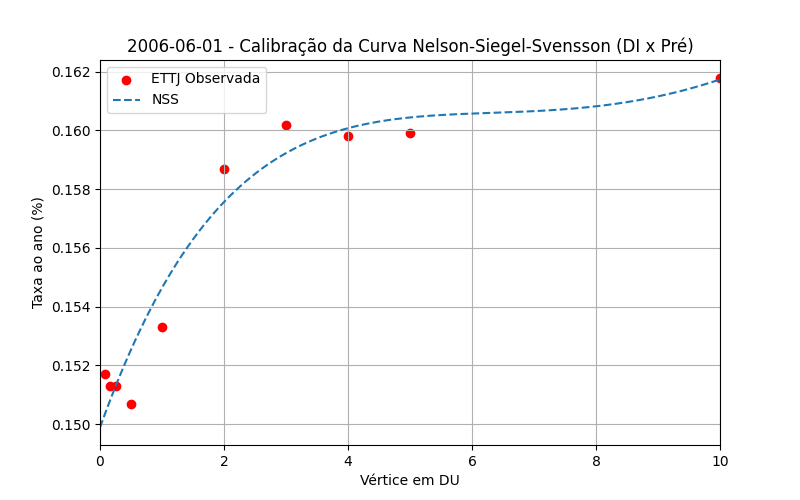 2006-06-01 - Calibração da Curva Nelson-Siegel-Svensson (DI x Pré)
ETTJ Observada
NSS
Taxa ao ano (%)
0.162
0.160
0.158
0.156
0.154
0.152
0.150
0 2 4 6 8 10
Vértice em DU